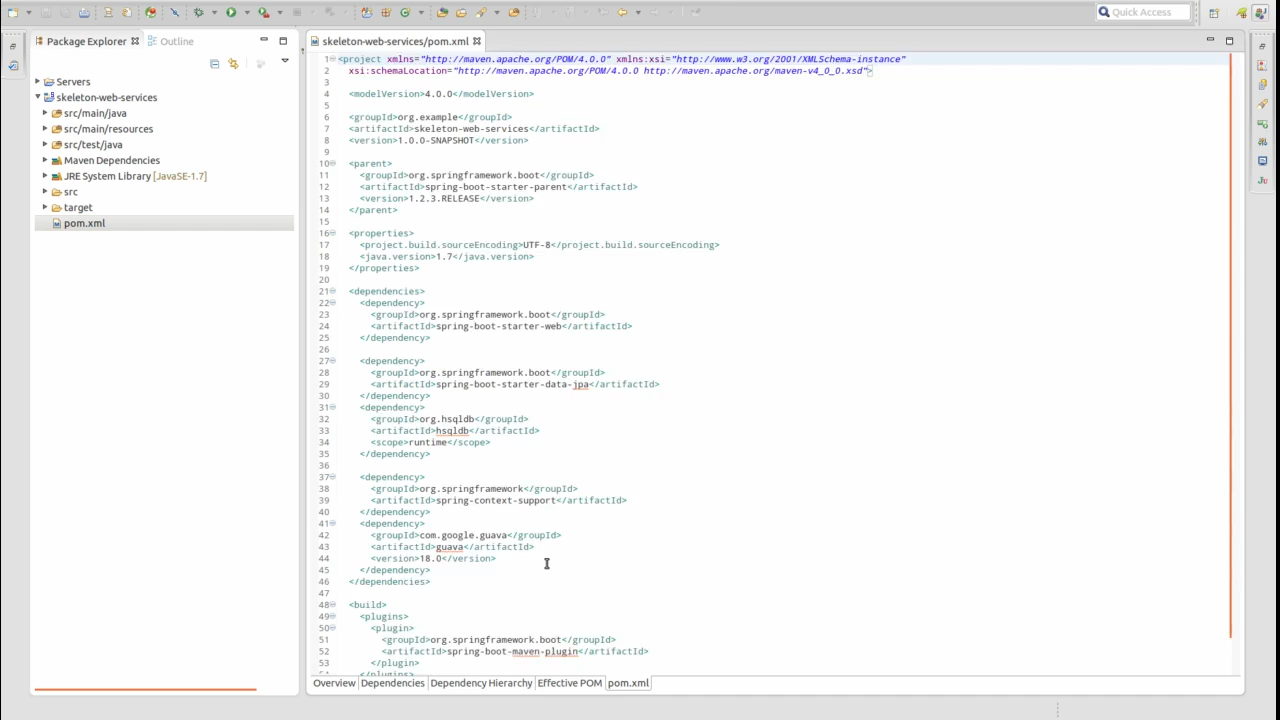 Quick Access
Package Explorer
Outline
Servers
skeleton-web-services
src/main/java
src/main/resources
src/test/java
Maven Dependencies
JRE System Library [JavaSE-1.7]
src
target
pom.xml
skeleton-web-services/pom.xml
1 <project xmlns="http://maven.apache.org/POM/4.0.0" xmlns:xsi="http://www.w3.org/2001/XMLSchema-instance"
2 xsi:schemaLocation="http://maven.apache.org/POM/4.0.0 http://maven.apache.org/maven-v4_0_0.xsd">
3
4 <modelVersion>4.0.0</modelVersion>
5
6 <groupId>org.example</groupId>
7 <artifactId>skeleton-web-services</artifactId>
8 <version>1.0.0-SNAPSHOT</version>
9
10 <parent>
11 <groupId>org.springframework.boot</groupId>
12 <artifactId>spring-boot-starter-parent</artifactId>
13 <version>1.2.3.RELEASE</version>
14 </parent>
15
16 <properties>
17 <project.build.sourceEncoding>UTF-8</project.build.sourceEncoding>
18 <java.version>1.7</java.version>
19 </properties>
20
21 <dependencies>
22 <dependency>
23 <groupId>org.springframework.boot</groupId>
24 <artifactId>spring-boot-starter-web</artifactId>
25 </dependency>
26
27 <dependency>
28 <groupId>org.springframework.boot</groupId>
29 <artifactId>spring-boot-starter-data-jpa</artifactId>
30 </dependency>
31 <dependency>
32 <groupId>org.hsqldb</groupId>
33 <artifactId>hsqldb</artifactId>
34 <scope>runtime</scope>
35 </dependency>
36
37 <dependency>
38 <groupId>org.springframework</groupId>
39 <artifactId>spring-context-support</artifactId>
40 </dependency>
41 <dependency>
42 <groupId>com.google.guava</groupId>
43 <artifactId>guava</artifactId>
44 <version>18.0</version>
45 </dependency>
46 </dependencies>
47
48 <build>
49 <plugins>
50 <plugin>
51 <groupId>org.springframework.boot</groupId>
52 <artifactId>spring-boot-maven-plugin</artifactId>
53 </plugin>
Overview
Dependencies
Dependency Hierarchy
Effective POM
pom.xml